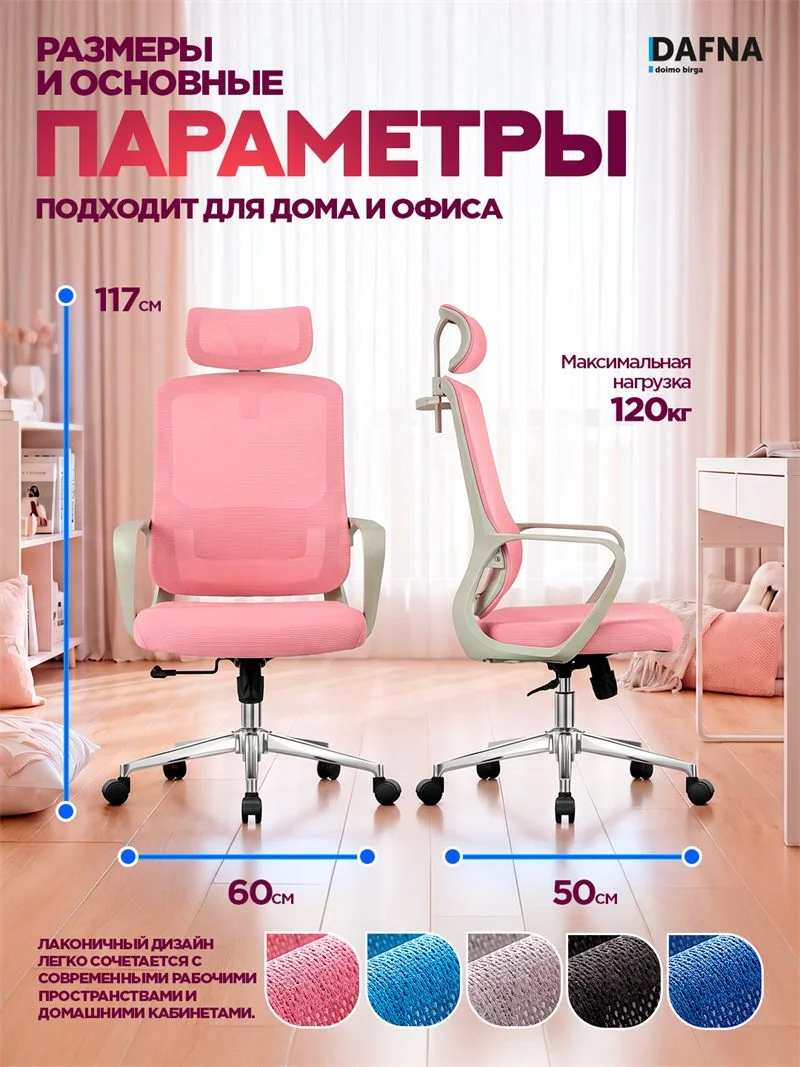 РАЗМЕРЫ
И ОСНОВНЫЕ
ПАРАМЕТРЫ
ПОДХОДИТ ДЛЯ ДОМА И ОФИСА
DAFNA
doimo birga
117см
Максимальная
нагрузка
120кг
60см
50см
ЛАКОНИЧНЫЙ ДИЗАЙН
ЛЕГКО СОЧЕТАЕТСЯ С
СОВРЕМЕННЫМИ РАБОЧИМИ
ПРОСТРАНСТВАМИ И
ДОМАШНИМИ КАБИНЕТАМИ.